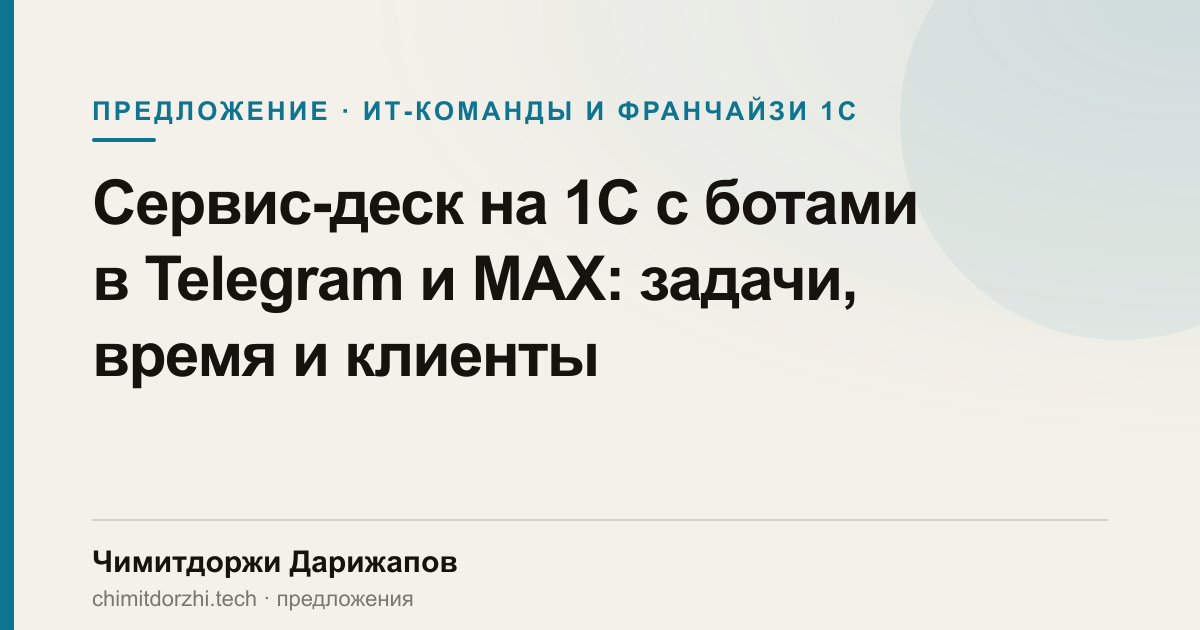 ПРЕДЛОЖЕНИЕ · ИТ-КОМАНДЫ И ФРАНЧАЙЗИ 1С
Сервис-деск на 1С с ботами
в Telegram и MAX: задачи,
время и клиенты
Чимитдоржи Дарижапов
chimitdorzhi.tech · предложения